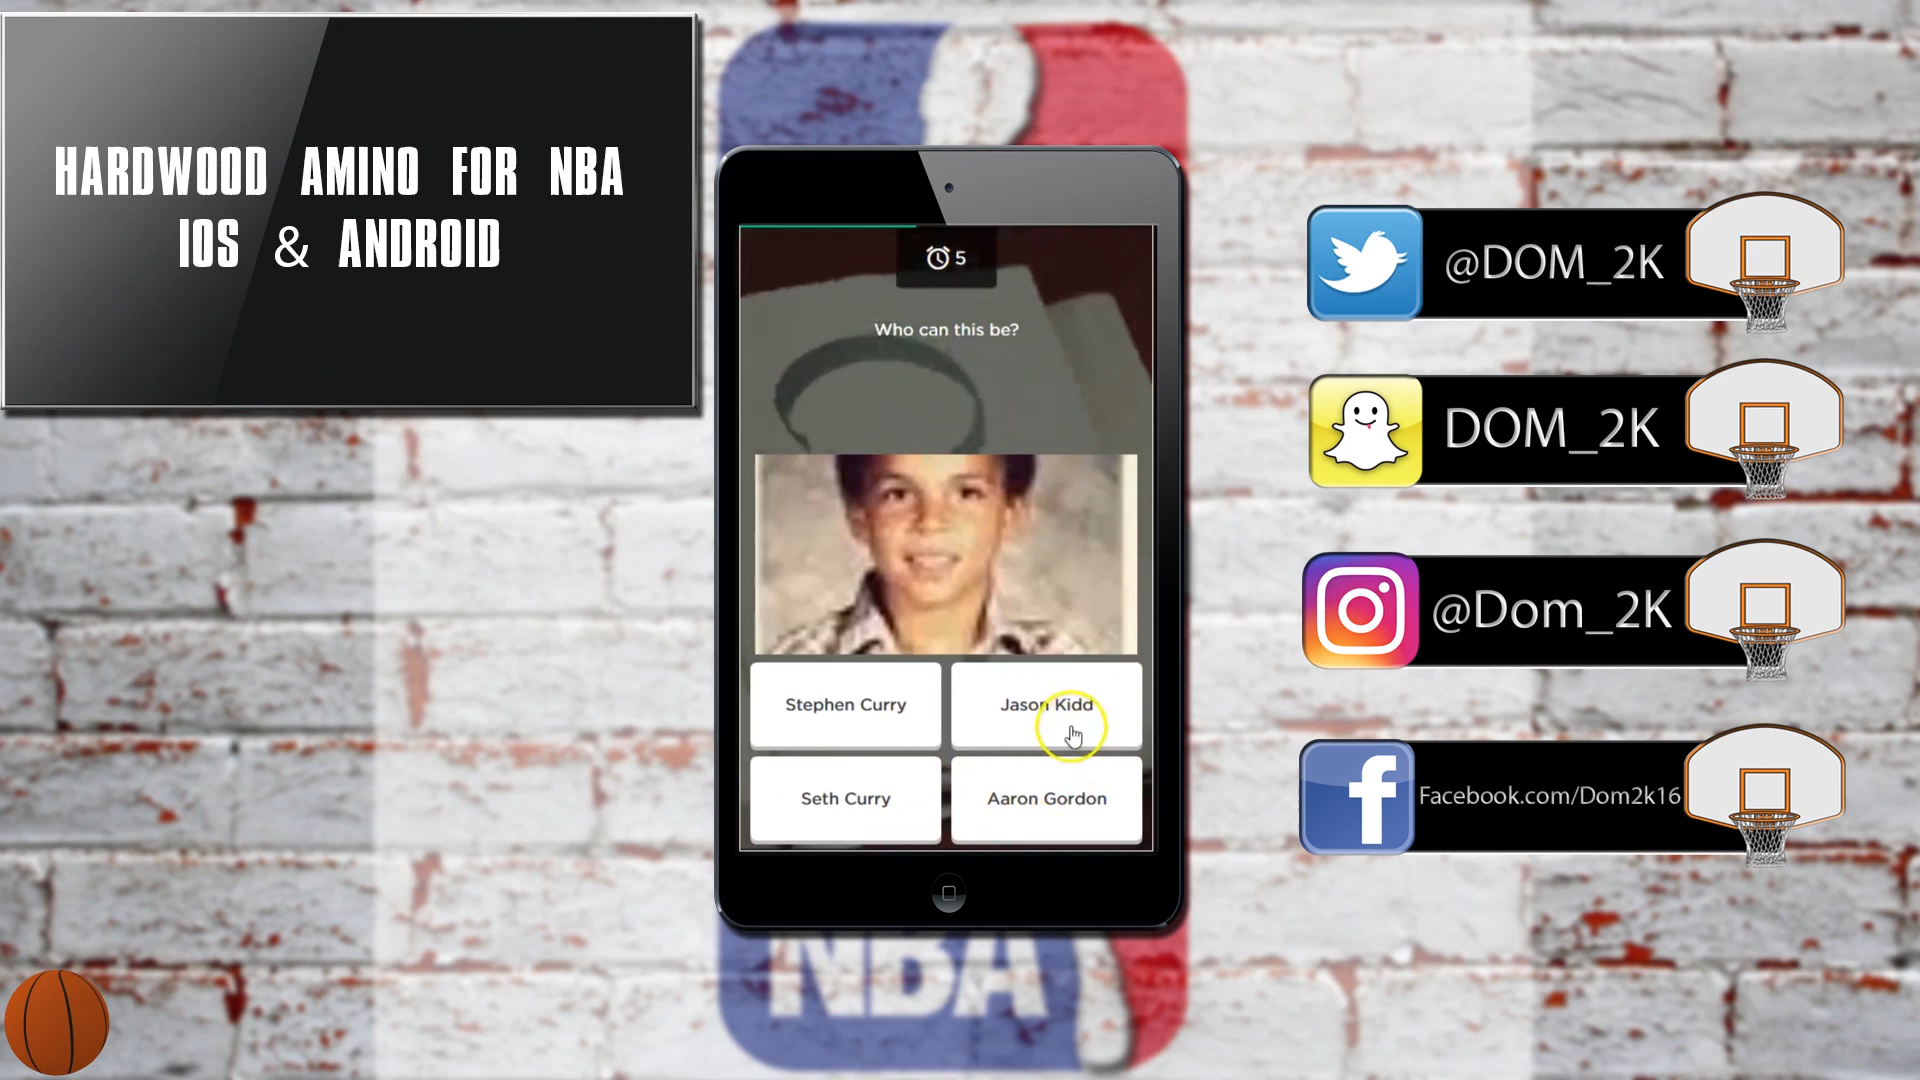 HARDWOOD AMINO FOR NBA
IOS & ANDROID
5
Who can this be?
Stephen Curry
Jason Kidd
Seth Curry
Aaron Gordon
@DOM_2K
DOM_2K
@Dom_2K
Facebook.com/Dom2k16
NBA